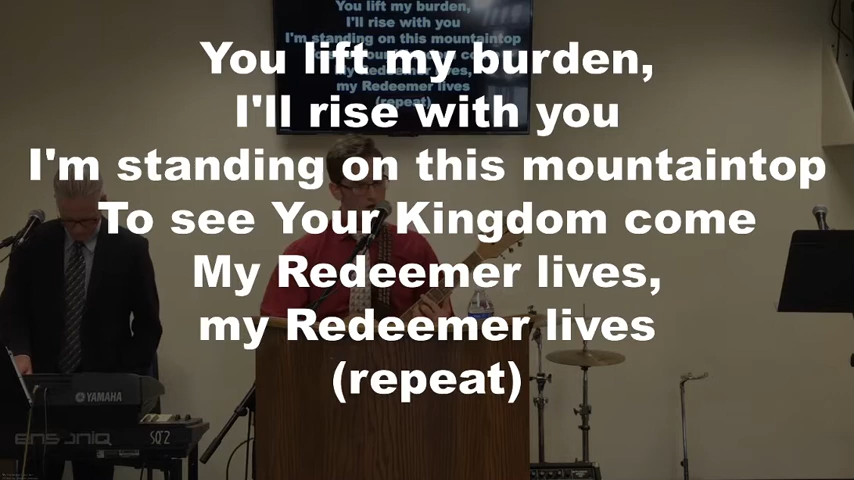 You lift my burden,
I'll rise with you
I'm standing on this mountaintop
my Redeemer lives
(repeat)
You lift my burden,
I'll rise with you
I'm standing on this mountaintop
To see Your Kingdom come
My Redeemer lives,
my Redeemer lives
(repeat)
YAMAHA
ensoniq
SQ2